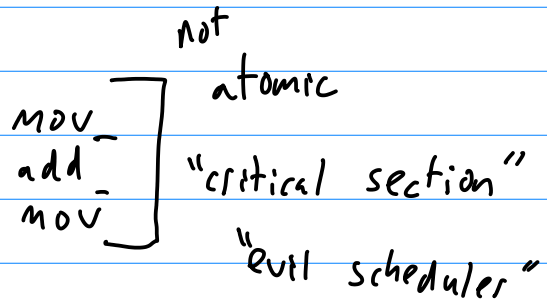 not
atomic
mov
add
mov
"critical section"
"evil scheduler"